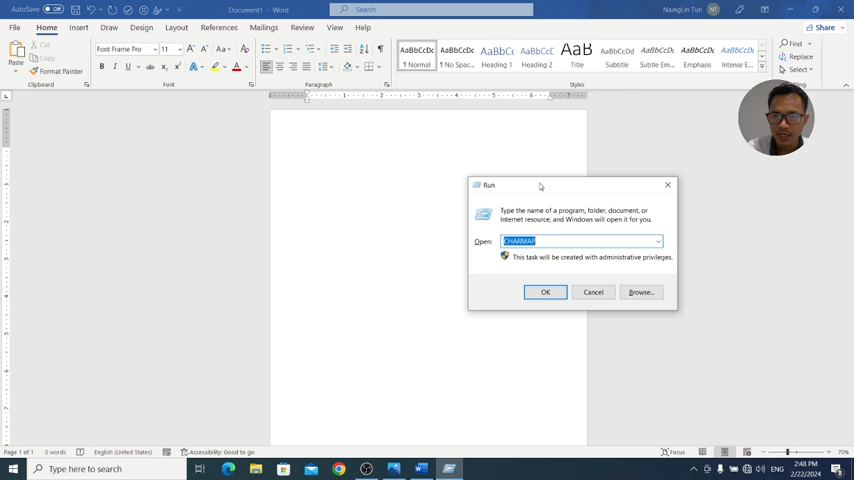 AutoSave Off Document1 - Word Search NaingLin Tun NT
File Home Insert Draw Design Layout References Mailings Review View Help Share
Paste Cut Copy Format Painter Clipboard
Font Frame Pro 11 A A Aa A
B I U ab x₂ x² A A Font
Paragraph
AaBbCcDc AaBbCcDc AaBbCc AaBbCcD AaB AaBbCcDd AaBbCcDd AaBbCcDd AaBbCcDd
¶ Normal ¶ No Spac... Heading 1 Heading 2 Title Subtitle Subtle Em... Emphasis Intense E...
Styles
Find
Replace
Select
Run
Type the name of a program, folder, document, or
Internet resource, and Windows will open it for you.
Open: CHARMAP
This task will be created with administrative privileges.
OK Cancel Browse...
Page 1 of 1 0 words English (United States) Accessibility: Good to go Focus 70%
Type here to search
ENG
2:48 PM
2/22/2024